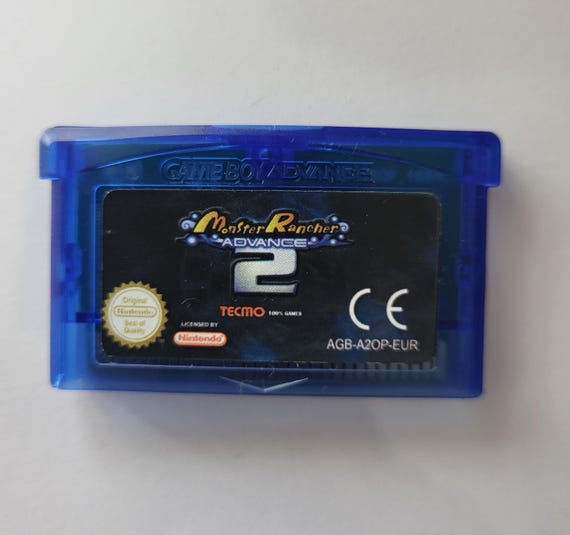 GAME BOY ADVANCE
Monster Rancher
ADVANCE
2
TECMO 100% GAMES
Original
Nintendo
Seal of
Quality
LICENSED BY
Nintendo
CE
AGB-A2OP-EUR